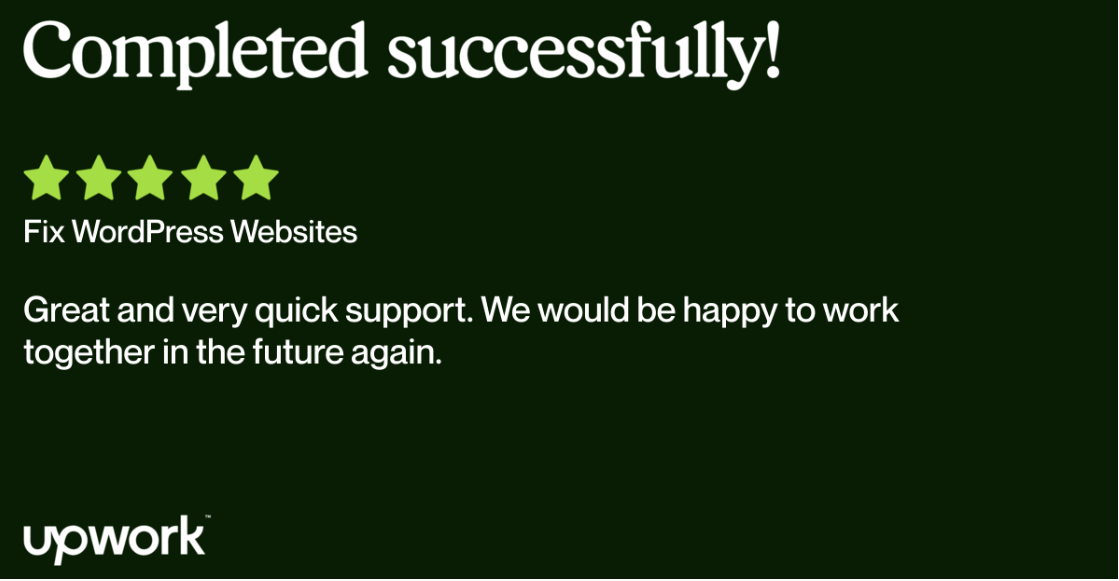 Completed successfully!
Fix WordPress Websites
Great and very quick support. We would be happy to work
together in the future again.
upwork™